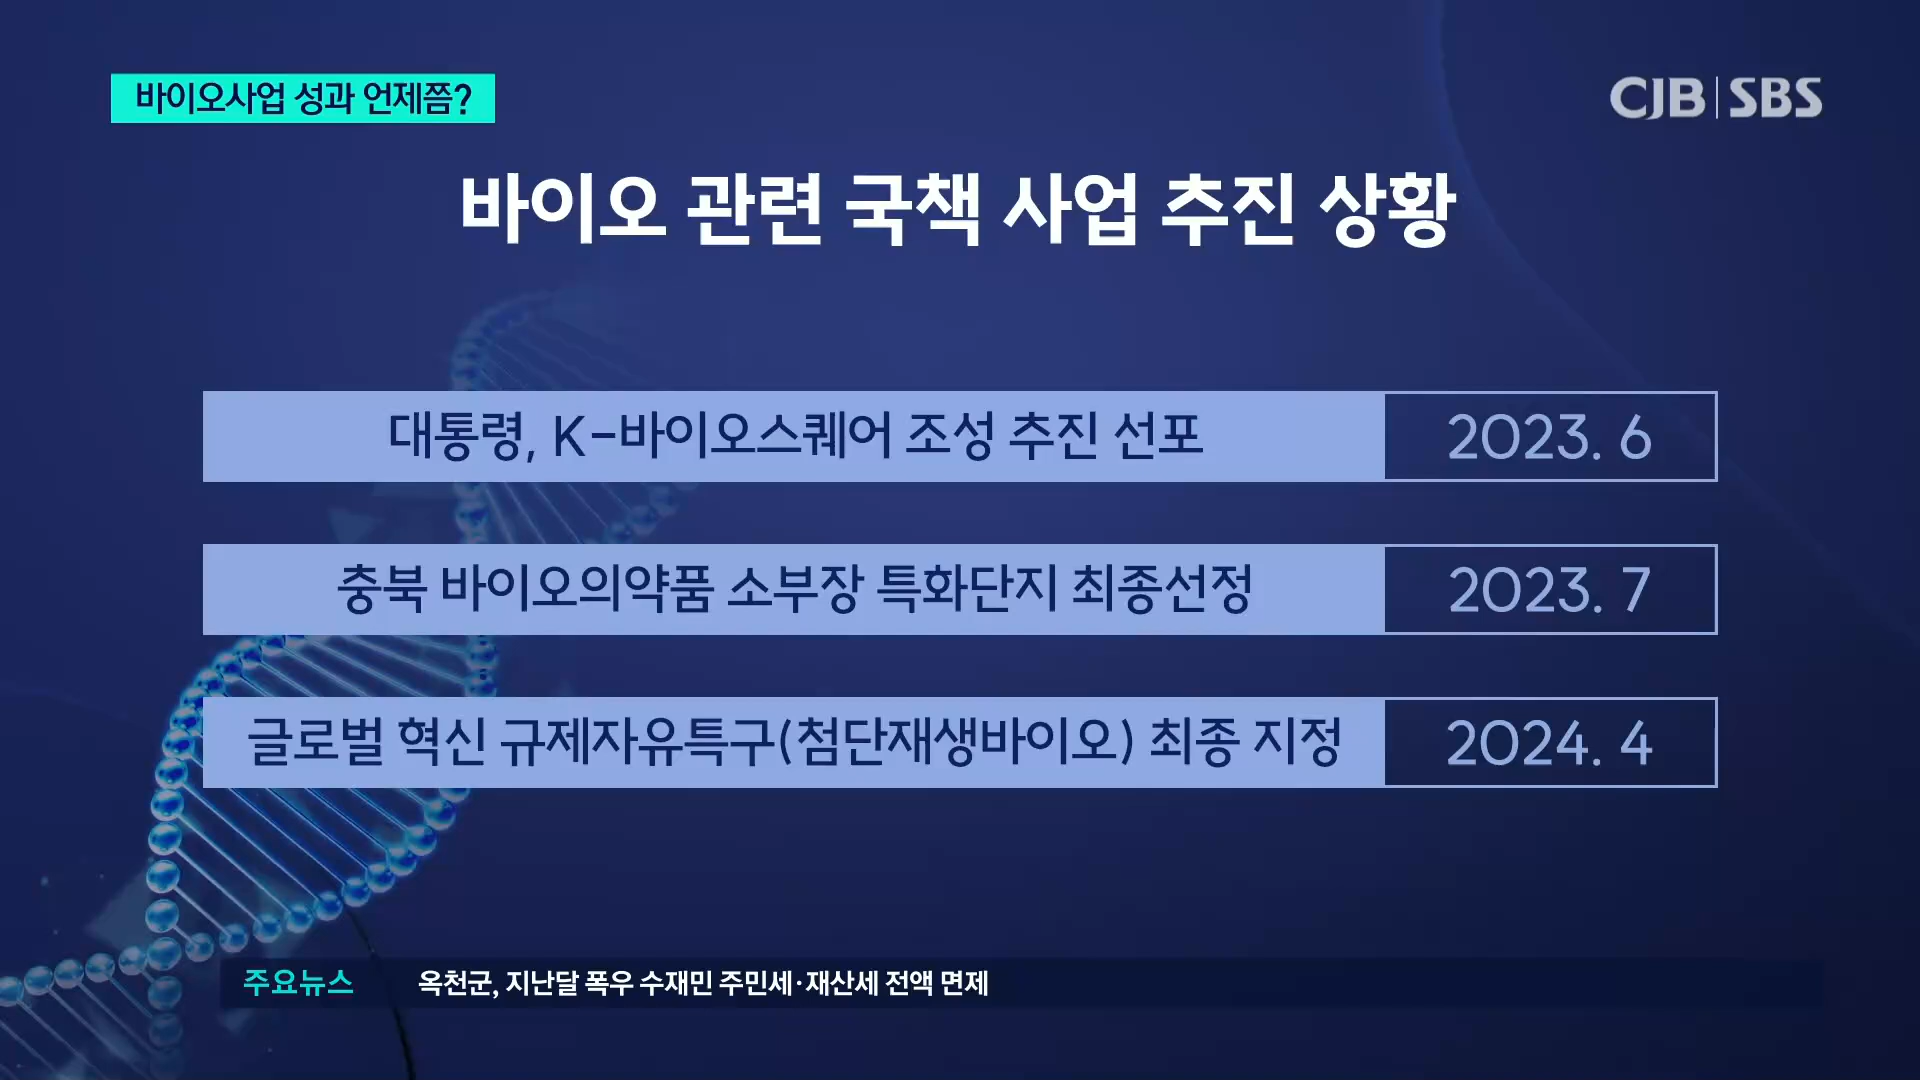 바이오사업 성과 언제쯤?
CJB SBS
바이오 관련 국책 사업 추진 상황
대통령, K-바이오스퀘어 조성 추진 선포 2023. 6
충북 바이오의약품 소부장 특화단지 최종선정 2023. 7
글로벌 혁신 규제자유특구(첨단재생바이오) 최종 지정 2024. 4
주요뉴스 옥천군, 지난달 폭우 수재민 주민세·재산세 전액 면제